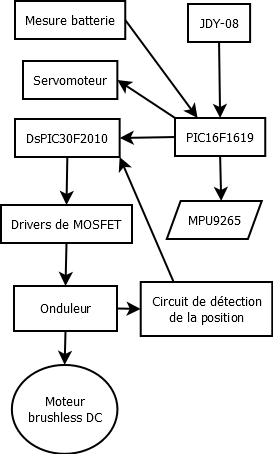 Mesure batterie
JDY-08
Servomoteur
DsPIC30F2010
PIC16F1619
Drivers de MOSFET
MPU9265
Onduleur
Circuit de détection
de la position
Moteur
brushless DC